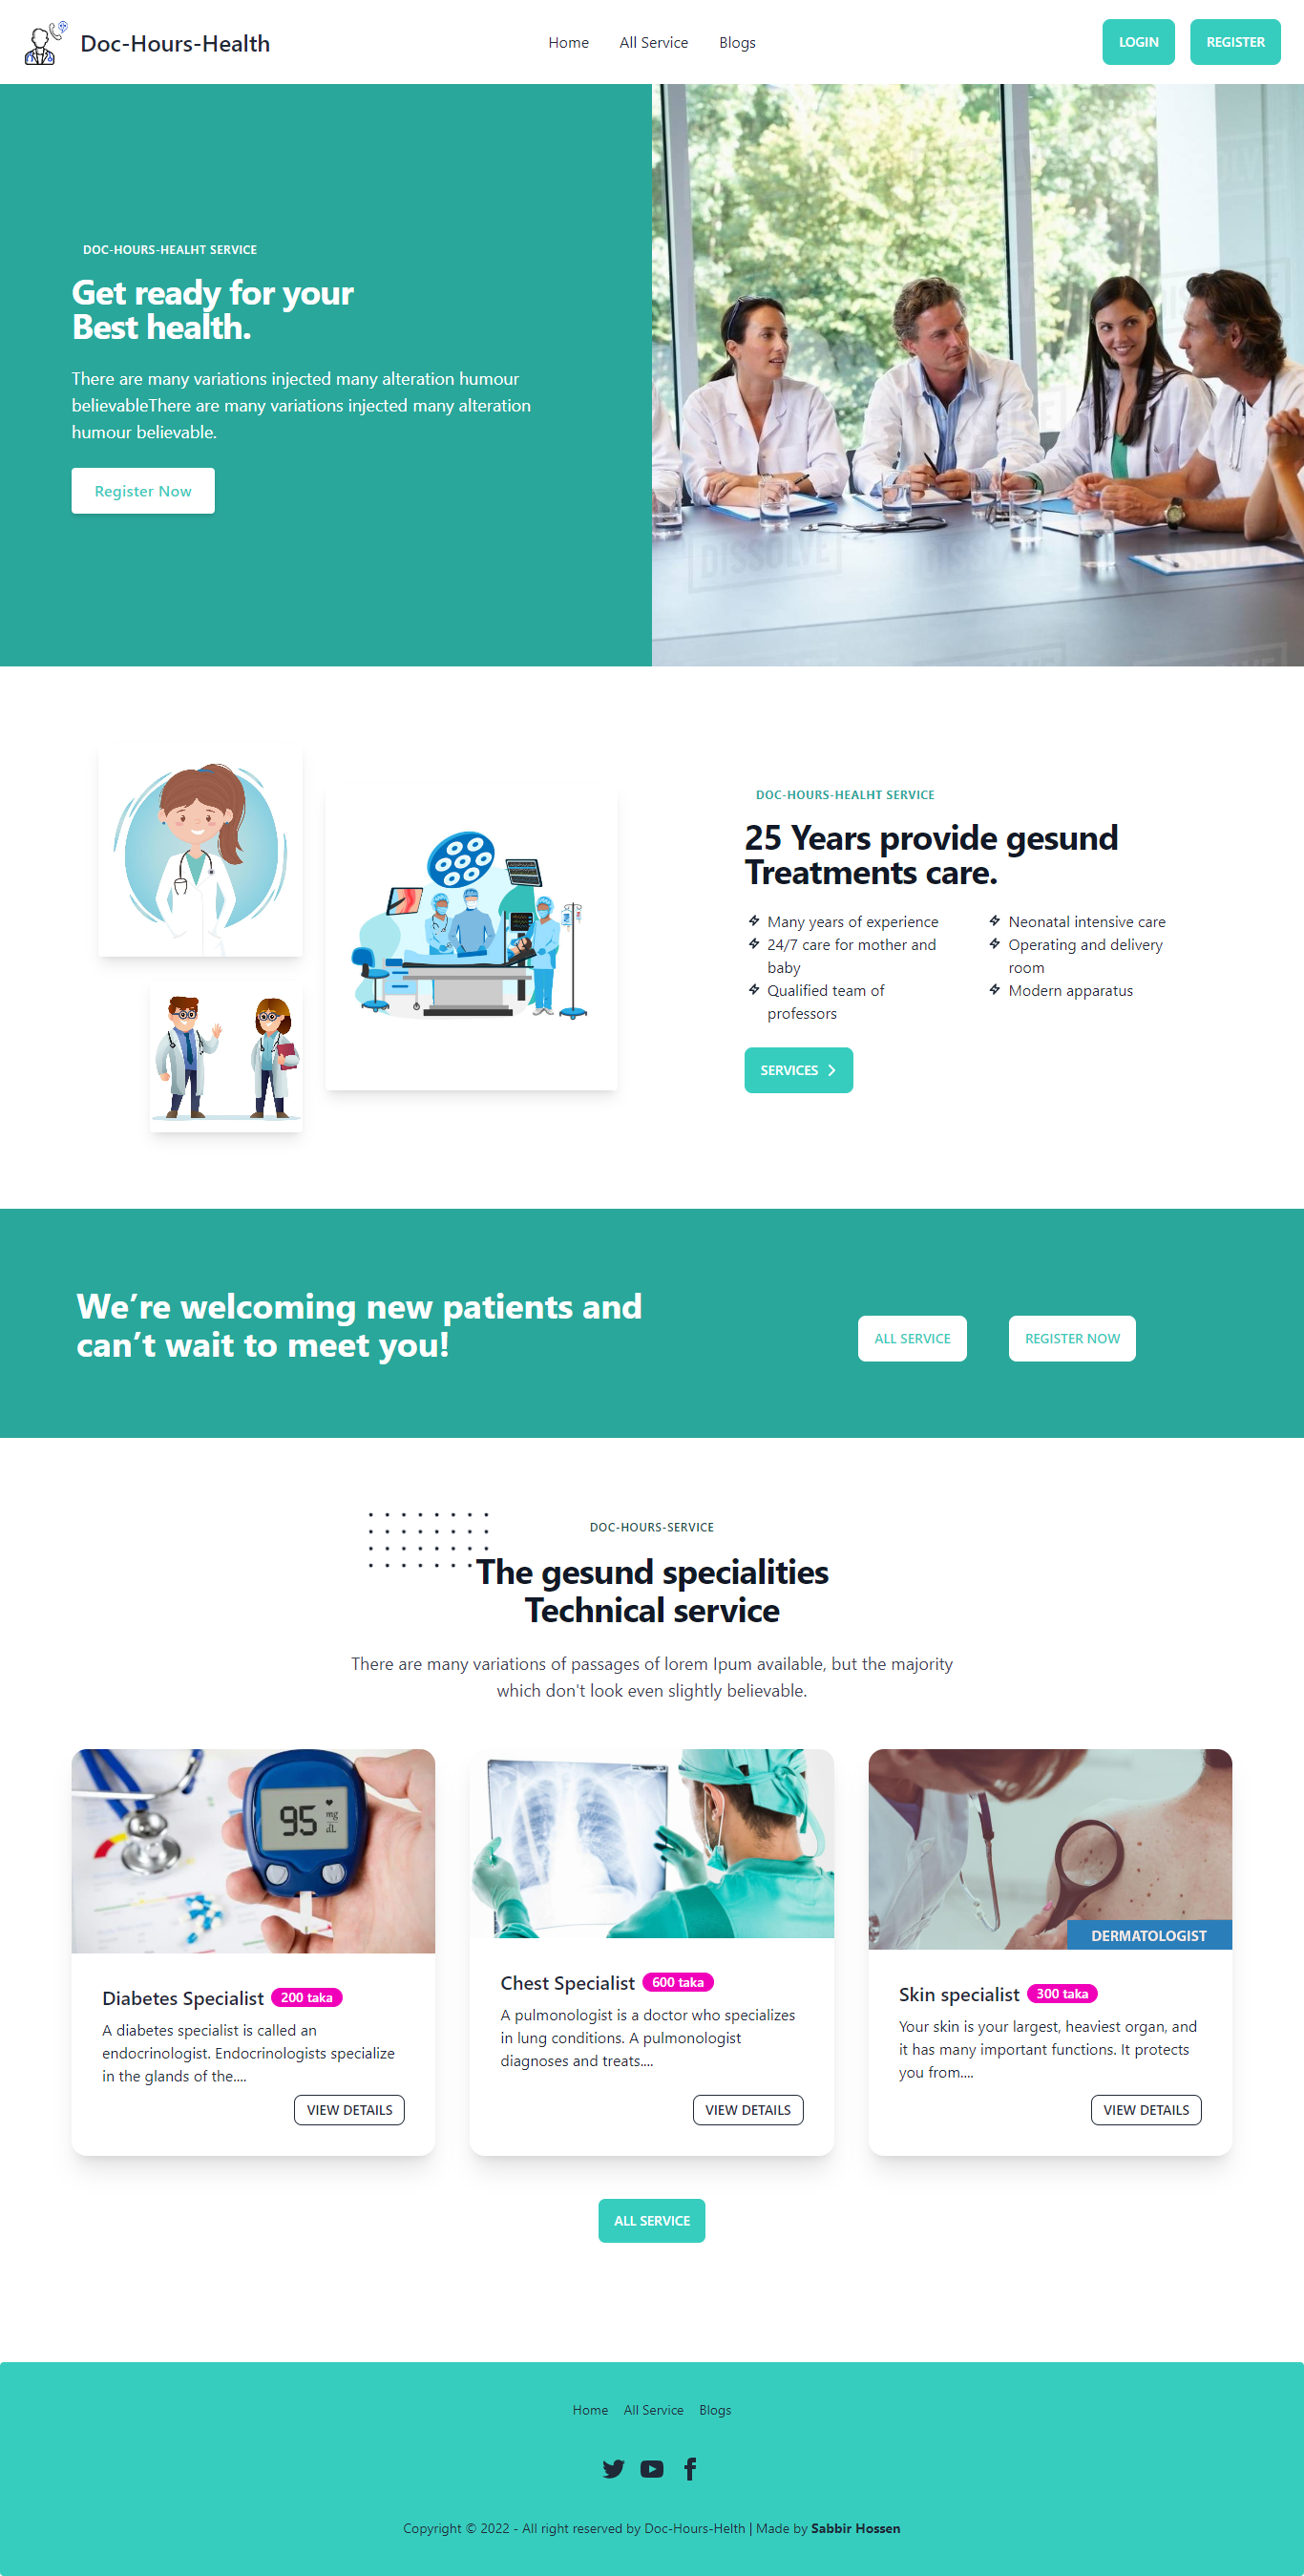 Doc-Hours-Health
Home
All Service
Blogs
LOGIN
REGISTER
DOC-HOURS-HEALHT SERVICE
Get ready for your
Best health.
There are many variations injected many alteration humour
believableThere are many variations injected many alteration
humour believable.
Register Now
DISSOLVE
DOC-HOURS-HEALHT SERVICE
25 Years provide gesund
Treatments care.
Many years of experience
24/7 care for mother and
baby
Qualified team of
professors
Neonatal intensive care
Operating and delivery
room
Modern apparatus
SERVICES
We’re welcoming new patients and
can’t wait to meet you!
ALL SERVICE
REGISTER NOW
DOC-HOURS-SERVICE
The gesund specialities
Technical service
There are many variations of passages of lorem Ipum available, but the majority
which don't look even slightly believable.
95 mg
dL
DERMATOLOGIST
Diabetes Specialist 200 taka
A diabetes specialist is called an
endocrinologist. Endocrinologists specialize
in the glands of the....
VIEW DETAILS
Chest Specialist 600 taka
A pulmonologist is a doctor who specializes
in lung conditions. A pulmonologist
diagnoses and treats....
VIEW DETAILS
Skin specialist 300 taka
Your skin is your largest, heaviest organ, and
it has many important functions. It protects
you from....
VIEW DETAILS
ALL SERVICE
Home
All Service
Blogs
Copyright © 2022 - All right reserved by Doc-Hours-Helth | Made by Sabbir Hossen